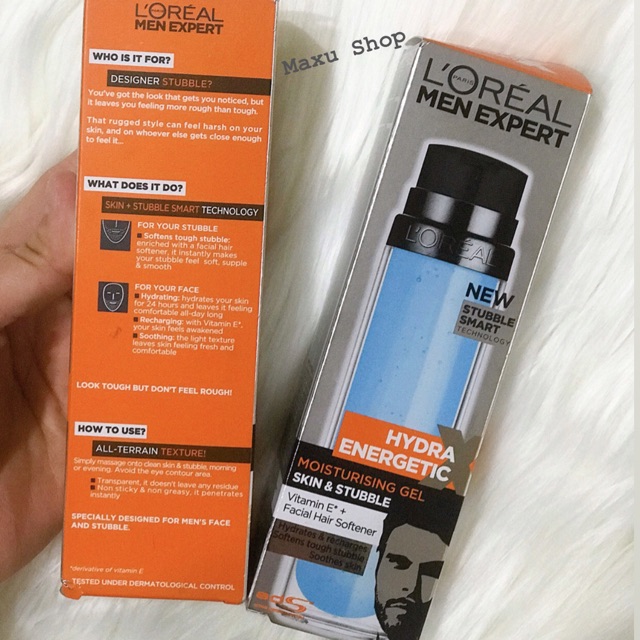 L'ORÉAL
MEN EXPERT
WHO IS IT FOR?
DESIGNER STUBBLE?
You've got the look that gets you noticed, but
it leaves you feeling more rough than tough.
That rugged style can feel harsh on your
skin, and on whoever else gets close enough
to feel it...
WHAT DOES IT DO?
SKIN + STUBBLE SMART TECHNOLOGY
FOR YOUR STUBBLE
■ Softens tough stubble:
enriched with a facial hair
softener, it instantly makes
your stubble feel soft, supple
& smooth
FOR YOUR FACE
■ Hydrating: hydrates your skin
for 24 hours and leaves it feeling
comfortable all-day long
■ Recharging: with Vitamin E*,
your skin feels awakened
■ Soothing: the light texture
leaves skin feeling fresh and
comfortable
LOOK TOUGH BUT DON'T FEEL ROUGH!
HOW TO USE?
ALL-TERRAIN TEXTURE!
Simply massage onto clean skin & stubble, morning
or evening. Avoid the eye contour area.
■ Transparent, it doesn't leave any residue
■ Non sticky & non greasy, it penetrates
instantly
SPECIALLY DESIGNED FOR MEN'S FACE
AND STUBBLE.
*derivative of vitamin E
TESTED UNDER DERMATOLOGICAL CONTROL
Maxu Shop
L'ORÉAL
PARIS
MEN EXPERT
L'ORÉAL
NEW
STUBBLE
SMART
TECHNOLOGY
HYDRA
ENERGETIC X
MOISTURISING GEL
SKIN & STUBBLE
Vitamin E* +
Facial Hair Softener
Hydrates & recharges
Softens tough stubble
Soothes skin